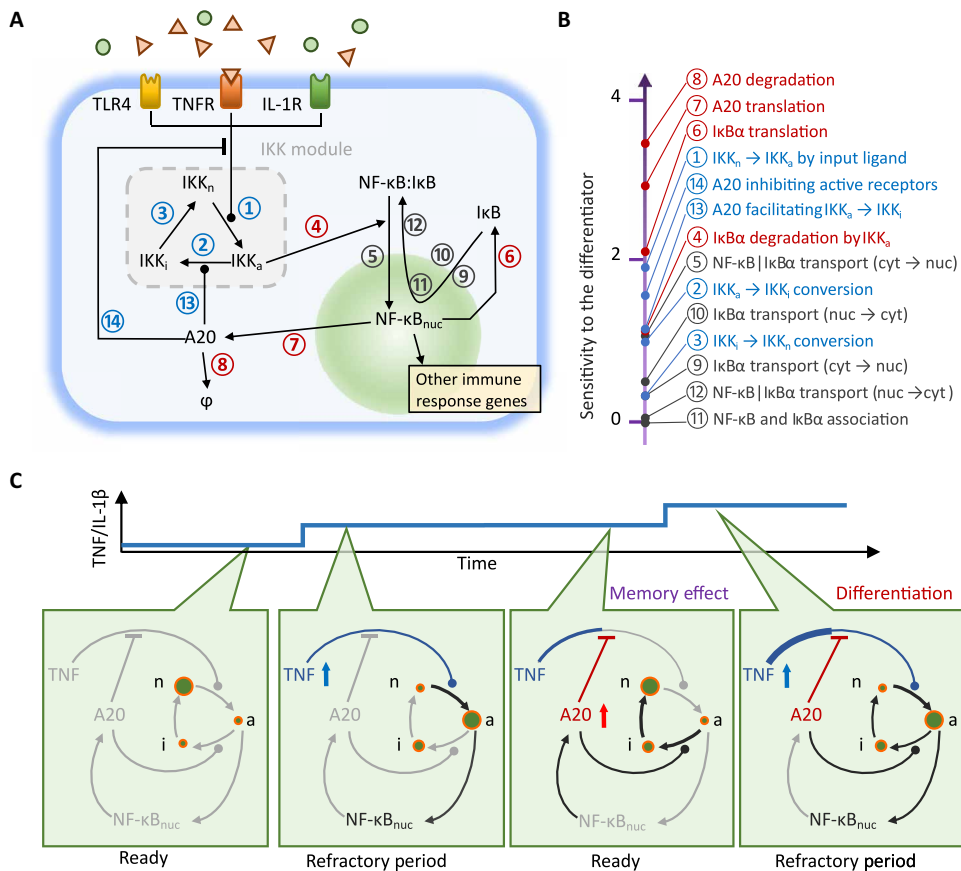 A
TLR4
TNFR
IL-1R
IKK module
IKKn
3
1
2
IKKi
IKKa
13
14
A20
8
φ
4
7
NF-κB:IκB
12
IκB
10
5
9
6
11
NF-κBnuc
Other immune
response genes
B
Sensitivity to the differentiator
4
2
0
8 A20 degradation
7 A20 translation
6 IκBα translation
1 IKKn → IKKa by input ligand
14 A20 inhibiting active receptors
13 A20 facilitating IKKa → IKKi
4 IκBα degradation by IKKa
5 NF-κB|IκBα transport (cyt → nuc)
2 IKKa → IKKi conversion
10 IκBα transport (nuc → cyt)
3 IKKi → IKKn conversion
9 IκBα transport (cyt → nuc)
12 NF-κB|IκBα transport (nuc →cyt )
11 NF-κB and IκBα association
C
TNF/IL-1β
Time
Memory effect
Differentiation
TNF
n
A20
a
i
NF-κBnuc
Ready
TNF
n
A20
a
i
NF-κBnuc
Refractory period
TNF
n
A20
a
i
NF-κBnuc
Ready
TNF
n
A20
a
i
NF-κBnuc
Refractory period